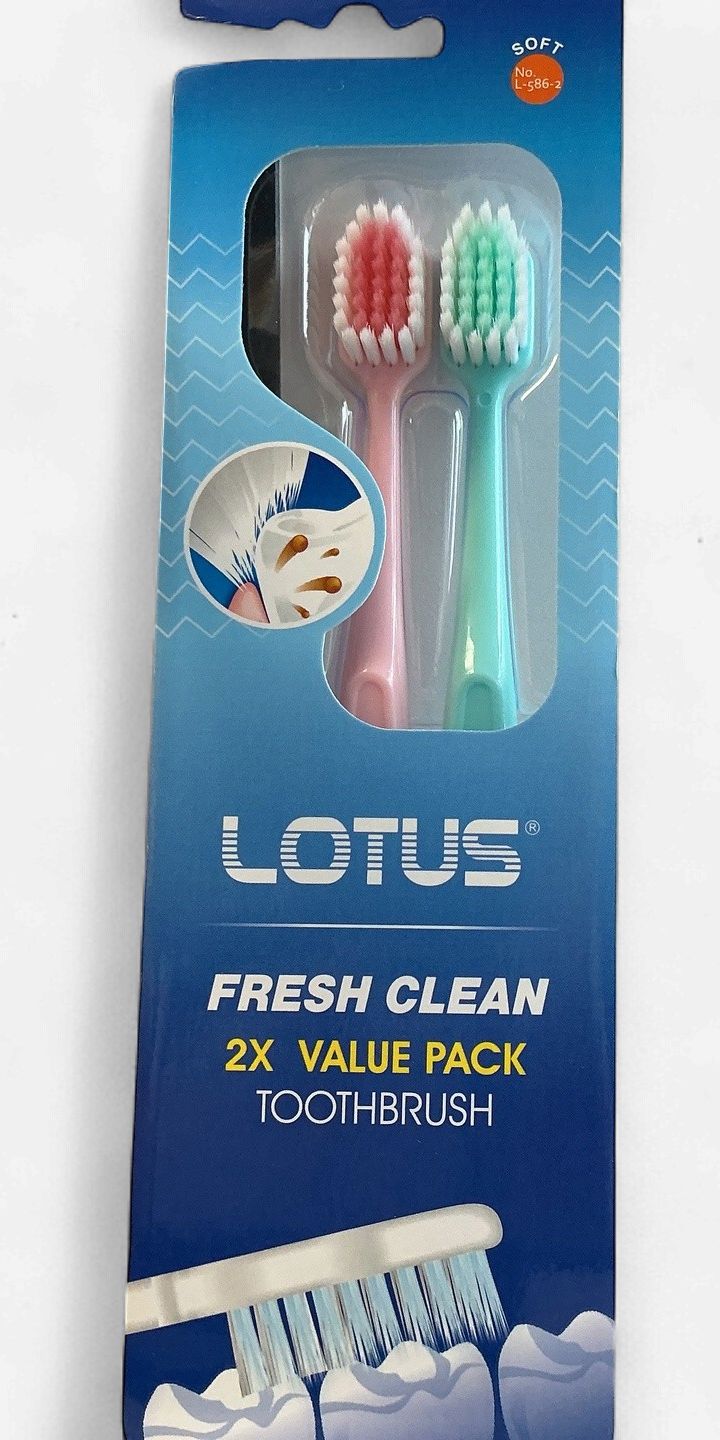 SOFT
No.
L-586-2
LOTUS®
FRESH CLEAN
2X VALUE PACK
TOOTHBRUSH